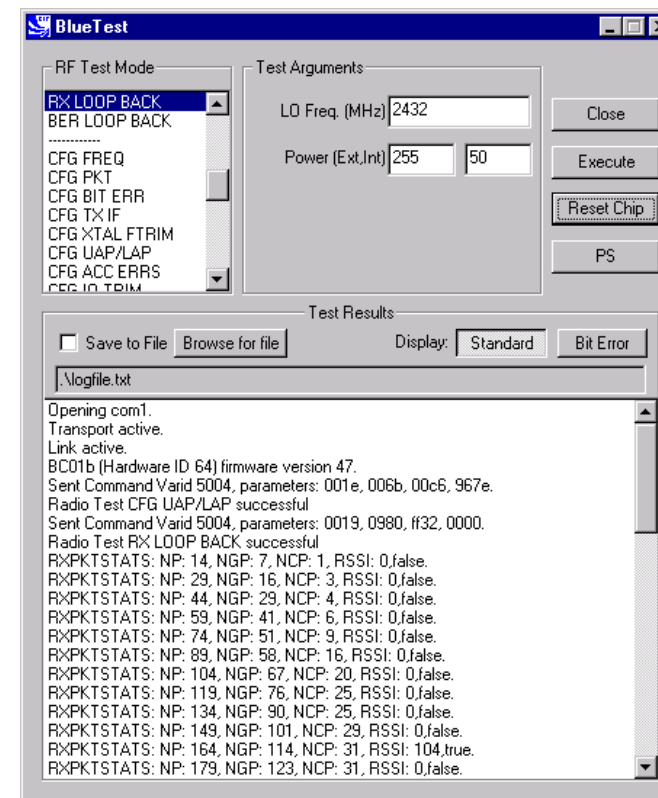 BlueTest
RF Test Mode
RX LOOP BACK
BER LOOP BACK
------------
CFG FREQ
CFG PKT
CFG BIT ERR
CFG TX IF
CFG XTAL FTRIM
CFG UAP/LAP
CFG ACC ERRS
CFG IQ TRIM
Test Arguments
LO Freq. (MHz) 2432
Power (Ext,Int) 255 50
Close
Execute
Reset Chip
PS
Test Results
Save to File Browse for file Display: Standard Bit Error
.\logfile.txt
Opening com1.
Transport active.
Link active.
BC01b (Hardware ID 64) firmware version 47.
Sent Command Varid 5004, parameters: 001e, 006b, 00c6, 967e.
Radio Test CFG UAP/LAP successful
Sent Command Varid 5004, parameters: 0019, 0980, ff32, 0000.
Radio Test RX LOOP BACK successful
RXPKTSTATS: NP: 14, NGP: 7, NCP: 1, RSSI: 0,false.
RXPKTSTATS: NP: 29, NGP: 16, NCP: 3, RSSI: 0,false.
RXPKTSTATS: NP: 44, NGP: 29, NCP: 4, RSSI: 0,false.
RXPKTSTATS: NP: 59, NGP: 41, NCP: 6, RSSI: 0,false.
RXPKTSTATS: NP: 74, NGP: 51, NCP: 9, RSSI: 0,false.
RXPKTSTATS: NP: 89, NGP: 58, NCP: 16, RSSI: 0,false.
RXPKTSTATS: NP: 104, NGP: 67, NCP: 20, RSSI: 0,false.
RXPKTSTATS: NP: 119, NGP: 76, NCP: 25, RSSI: 0,false.
RXPKTSTATS: NP: 134, NGP: 90, NCP: 25, RSSI: 0,false.
RXPKTSTATS: NP: 149, NGP: 101, NCP: 29, RSSI: 0,false.
RXPKTSTATS: NP: 164, NGP: 114, NCP: 31, RSSI: 104,true.
RXPKTSTATS: NP: 179, NGP: 123, NCP: 31, RSSI: 0,false.